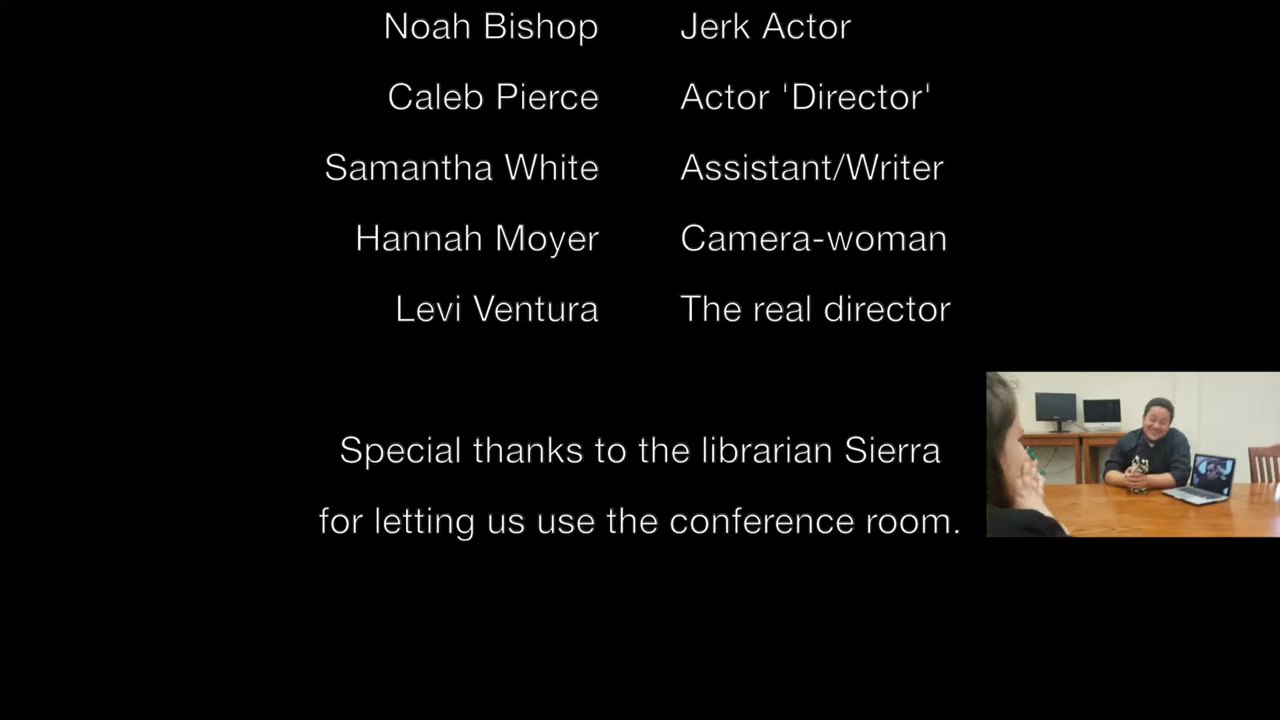 Noah Bishop Jerk Actor
Caleb Pierce Actor 'Director'
Samantha White Assistant/Writer
Hannah Moyer Camera-woman
Levi Ventura The real director
Special thanks to the librarian Sierra
for letting us use the conference room.